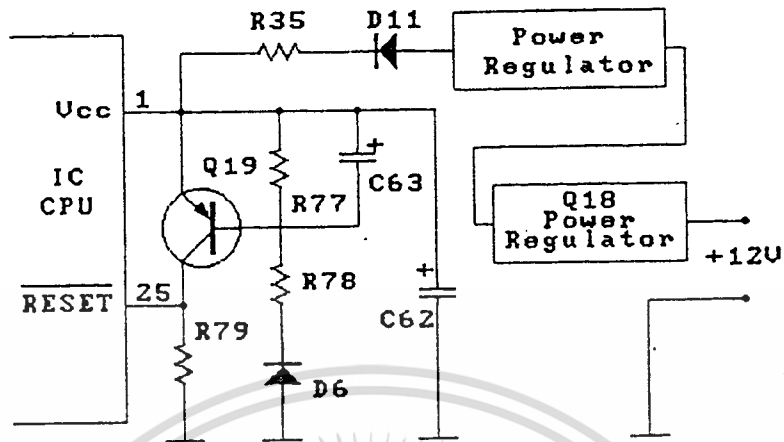 R35
D11
Power
Regulator
Vcc
1
Q19
+
C63
IC
CPU
R77
Q18
Power
Regulator
+12V
RESET
25
R78
+
C62
R79
D6